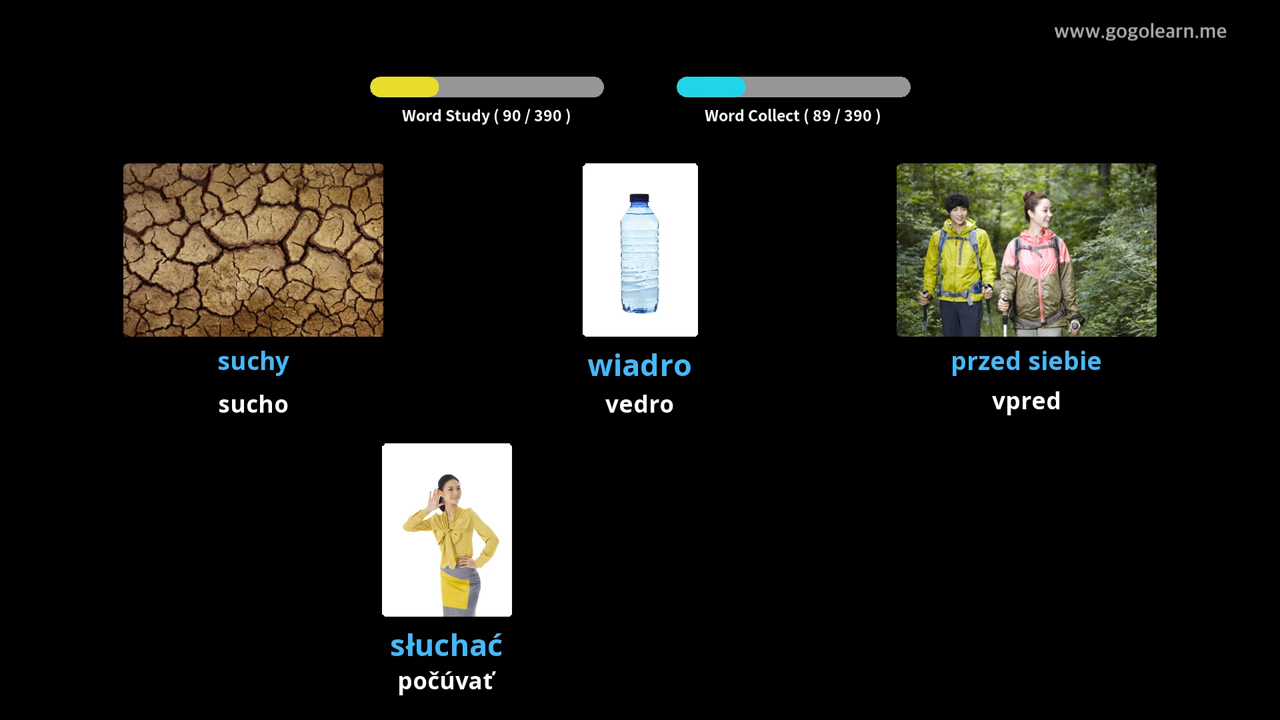 www.gogolearn.me
Word Study ( 90 / 390 )
Word Collect ( 89 / 390 )
suchy
sucho
wiadro
vedro
przed siebie
vpred
słuchać
počúvať